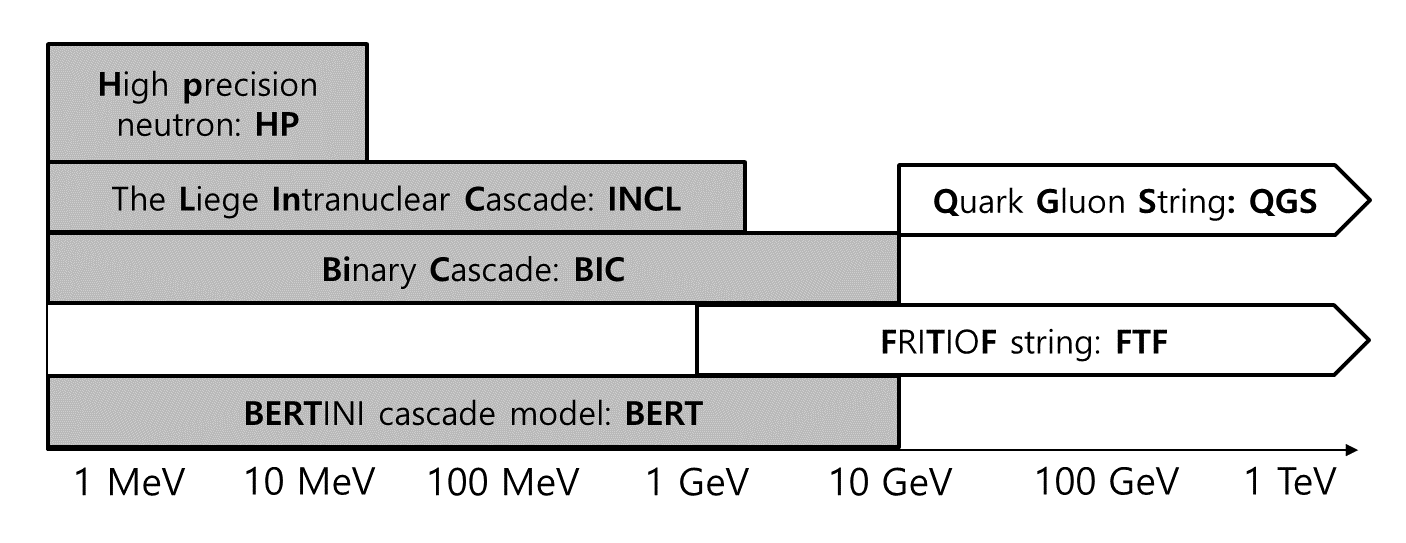 High precision
neutron: HP
The Liege Intranuclear Cascade: INCL
Quark Gluon String: QGS
Binary Cascade: BIC
FRITIOF string: FTF
BERTINI cascade model: BERT
1 MeV 10 MeV 100 MeV 1 GeV 10 GeV 100 GeV 1 TeV